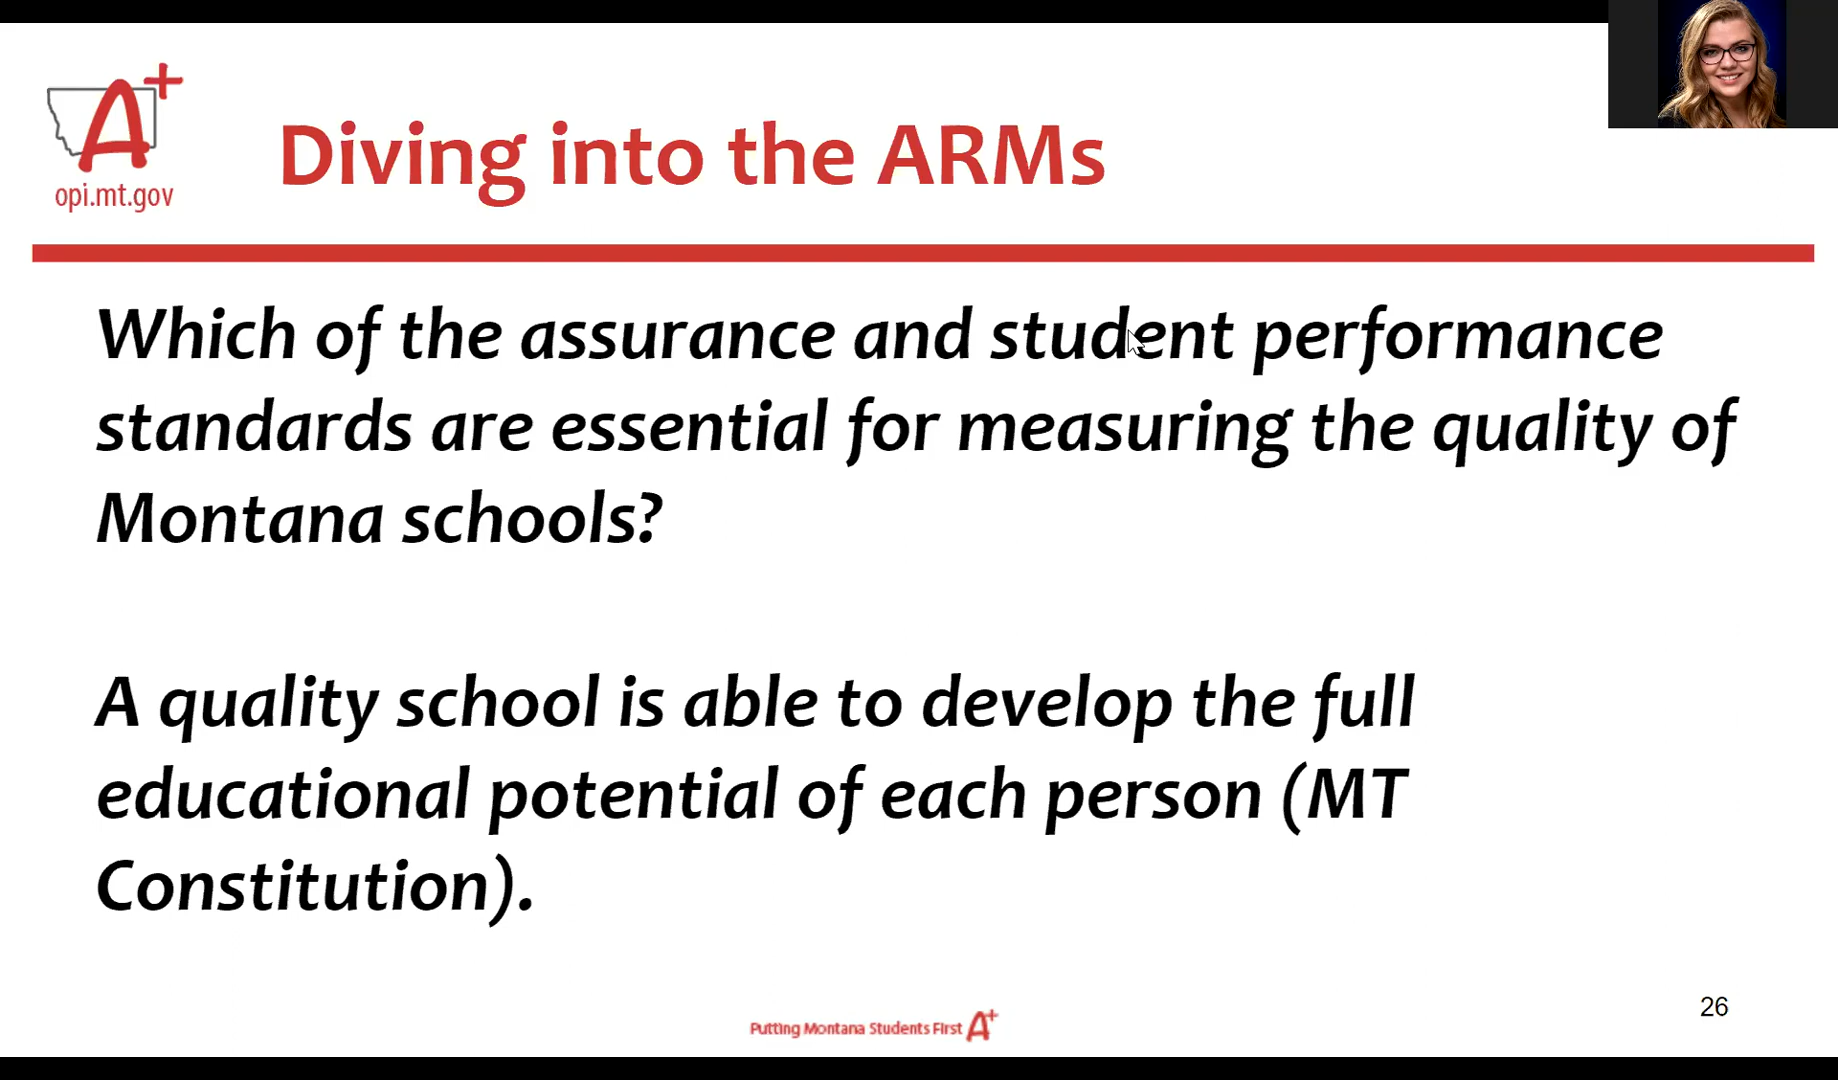 A+
opi.mt.gov
Diving into the ARMs
Which of the assurance and student performance
standards are essential for measuring the quality of
Montana schools?
A quality school is able to develop the full
educational potential of each person (MT
Constitution).
Putting Montana Students First A+
26